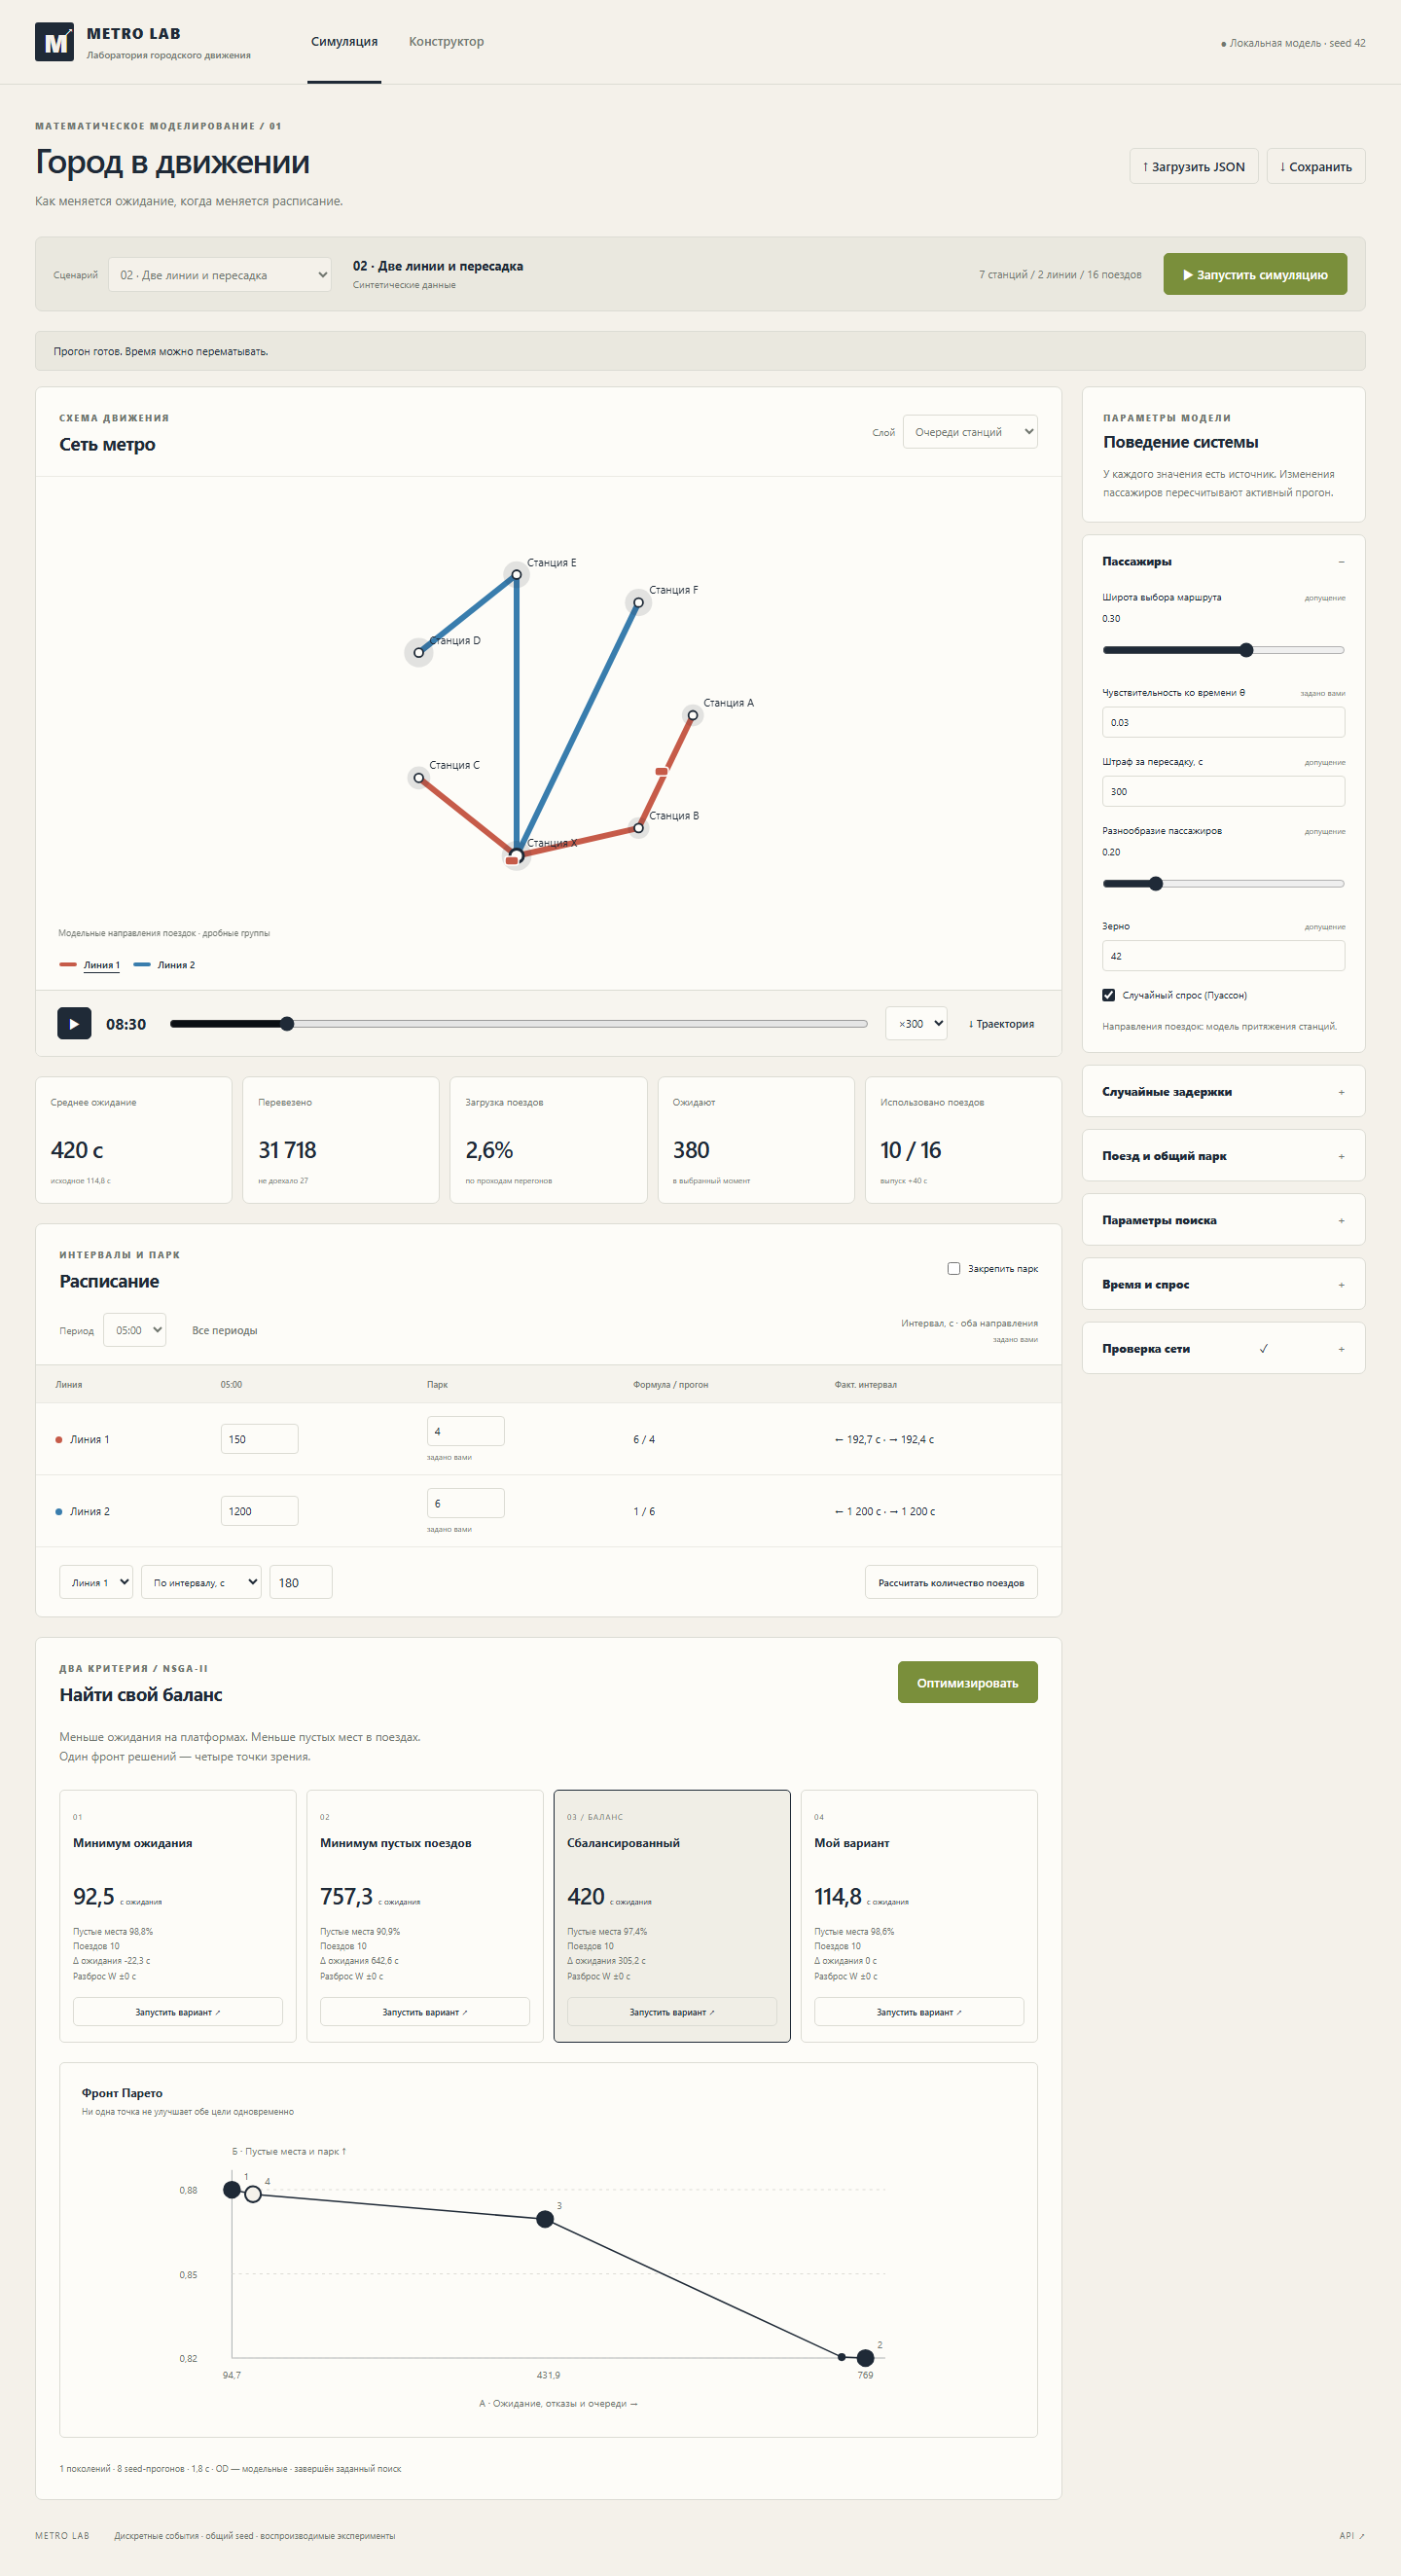 METRO LAB
Лаборатория городского движения
Симуляция
Конструктор
● Локальная модель · seed 42
МАТЕМАТИЧЕСКОЕ МОДЕЛИРОВАНИЕ / 01
Город в движении
Как меняется ожидание, когда меняется расписание.
↑ Загрузить JSON
↓ Сохранить
Сценарий
02 · Две линии и пересадка
02 · Две линии и пересадка
Синтетические данные
7 станций / 2 линии / 16 поездов
▶ Запустить симуляцию
Прогон готов. Время можно перематывать.
СХЕМА ДВИЖЕНИЯ
Сеть метро
Слой
Очереди станций
Станция E
Станция F
Станция D
Станция A
Станция C
Станция B
Станция X
Модельные направления поездок · дробные группы
Линия 1
Линия 2
▶
08:30
×300
↓ Траектория
ПАРАМЕТРЫ МОДЕЛИ
Поведение системы
У каждого значения есть источник. Изменения
пассажиров пересчитывают активный прогон.
Пассажиры
−
Широта выбора маршрута
допущение
0.30
Чувствительность ко времени θ
задано вами
0.03
Штраф за пересадку, с
допущение
300
Разнообразие пассажиров
допущение
0.20
Зерно
допущение
42
Случайный спрос (Пуассон)
Направления поездок: модель притяжения станций.
Случайные задержки
+
Поезд и общий парк
+
Параметры поиска
+
Время и спрос
+
Проверка сети
✓
+
Среднее ожидание
420 с
исходное 114,8 с
Перевезено
31 718
не доехало 27
Загрузка поездов
2,6%
по проходам перегонов
Ожидают
380
в выбранный момент
Использовано поездов
10 / 16
выпуск +40 с
ИНТЕРВАЛЫ И ПАРК
Расписание
Закрепить парк
Период
05:00
Все периоды
Интервал, с · оба направления
задано вами
Линия
05:00
Парк
Формула / прогон
Факт. интервал
Линия 1
150
4
задано вами
6 / 4
← 192,7 с · → 192,4 с
Линия 2
1200
6
задано вами
1 / 6
← 1 200 с · → 1 200 с
Линия 1
По интервалу, с
180
Рассчитать количество поездов
ДВА КРИТЕРИЯ / NSGA-II
Найти свой баланс
Оптимизировать
Меньше ожидания на платформах. Меньше пустых мест в поездах.
Один фронт решений — четыре точки зрения.
01
Минимум ожидания
92,5 с ожидания
Пустые места 98,8%
Поездов 10
Δ ожидания -22,3 с
Разброс W ±0 с
Запустить вариант ↗
02
Минимум пустых поездов
757,3 с ожидания
Пустые места 90,9%
Поездов 10
Δ ожидания 642,6 с
Разброс W ±0 с
Запустить вариант ↗
03 / БАЛАНС
Сбалансированный
420 с ожидания
Пустые места 97,4%
Поездов 10
Δ ожидания 305,2 с
Разброс W ±0 с
Запустить вариант ↗
04
Мой вариант
114,8 с ожидания
Пустые места 98,6%
Поездов 10
Δ ожидания 0 с
Разброс W ±0 с
Запустить вариант ↗
Фронт Парето
Ни одна точка не улучшает обе цели одновременно
Б · Пустые места и парк ↑
1
4
3
2
0,88
0,85
0,82
94,7
431,9
769
А · Ожидание, отказы и очереди →
1 поколений · 8 seed-прогонов · 1,8 с · OD — модельные · завершён заданный поиск
METRO LAB
Дискретные события · общий seed · воспроизводимые эксперименты
API ↗